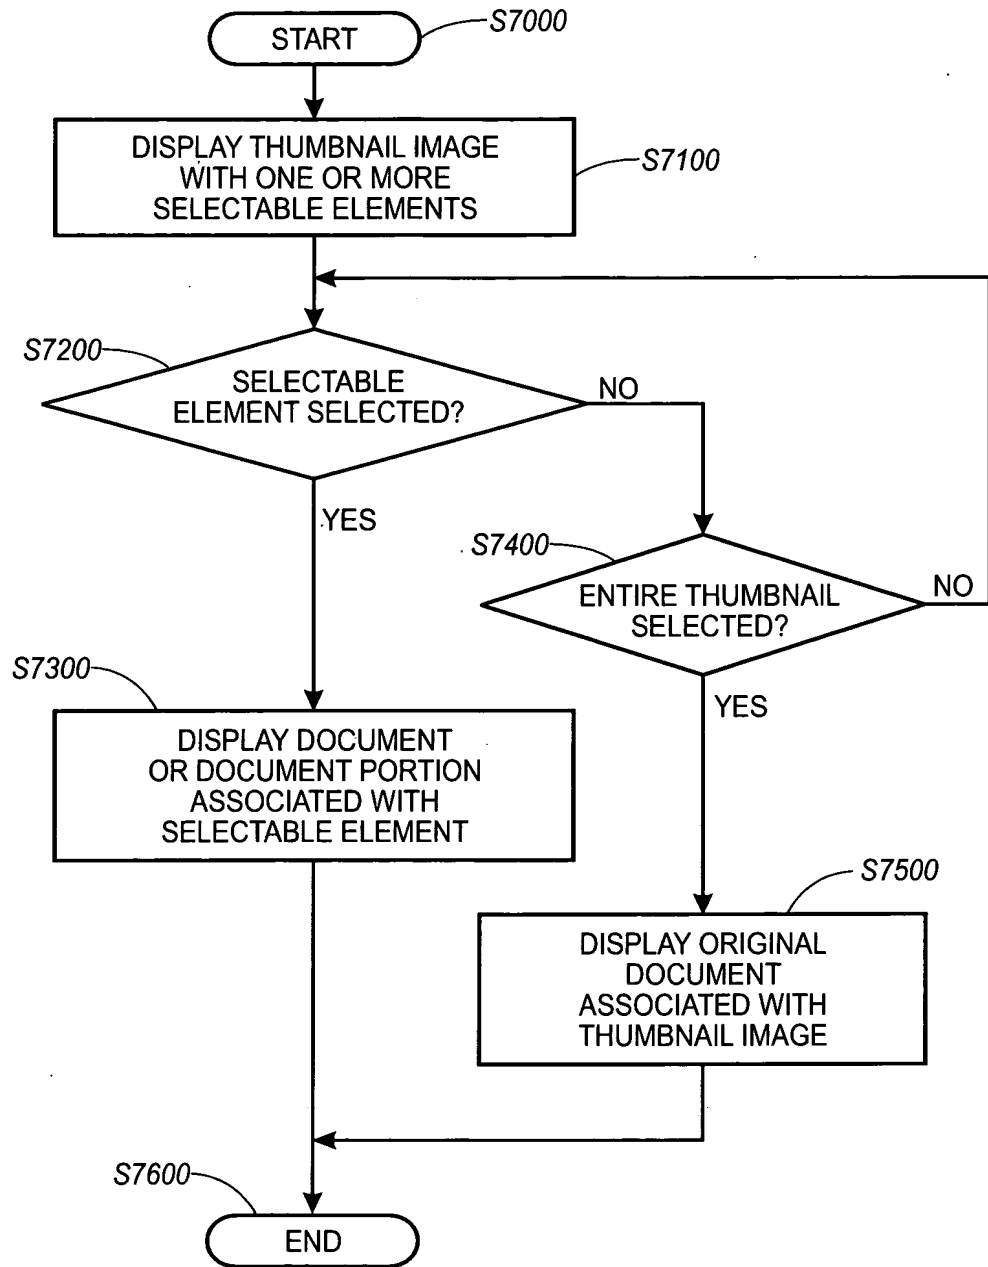 START
S7000
DISPLAY THUMBNAIL IMAGE
WITH ONE OR MORE
SELECTABLE ELEMENTS
S7100
S7200
SELECTABLE
ELEMENT SELECTED?
NO
YES
S7400
ENTIRE THUMBNAIL
SELECTED?
NO
YES
S7300
DISPLAY DOCUMENT
OR DOCUMENT PORTION
ASSOCIATED WITH
SELECTABLE ELEMENT
S7500
DISPLAY ORIGINAL
DOCUMENT
ASSOCIATED WITH
THUMBNAIL IMAGE
S7600
END